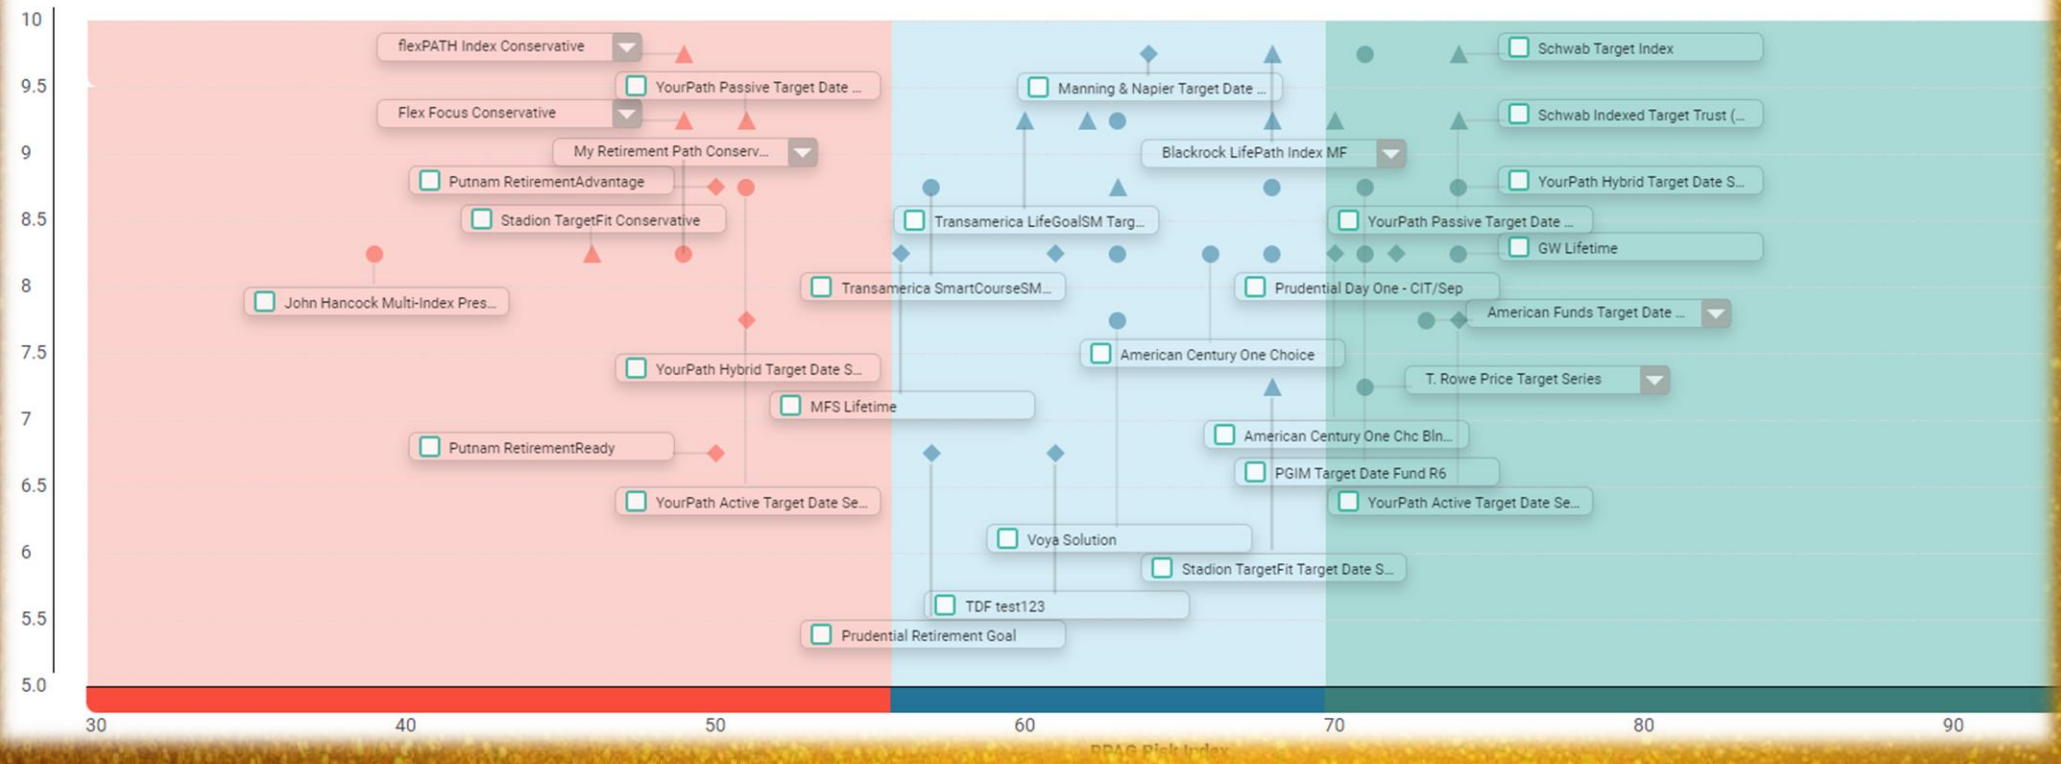 10
flexPATH Index Conservative
Schwab Target Index
9.5
YourPath Passive Target Date ...
Manning & Napier Target Date ...
Flex Focus Conservative
Schwab Indexed Target Trust (...
9
My Retirement Path Conserv...
Blackrock LifePath Index MF
Putnam RetirementAdvantage
YourPath Hybrid Target Date S...
8.5
Stadion TargetFit Conservative
Transamerica LifeGoalSM Targ...
YourPath Passive Target Date ...
GW Lifetime
8
John Hancock Multi-Index Pres...
Transamerica SmartCourseSM...
Prudential Day One - CIT/Sep
American Funds Target Date ...
7.5
American Century One Choice
YourPath Hybrid Target Date S...
T. Rowe Price Target Series
MFS Lifetime
7
American Century One Chc Bln...
Putnam RetirementReady
PGIM Target Date Fund R6
6.5
YourPath Active Target Date Se...
YourPath Active Target Date Se...
6
Voya Solution
Stadion TargetFit Target Date S...
5.5
TDF test123
Prudential Retirement Goal
5.0
30 40 50 60 70 80 90
RPAG Risk Index